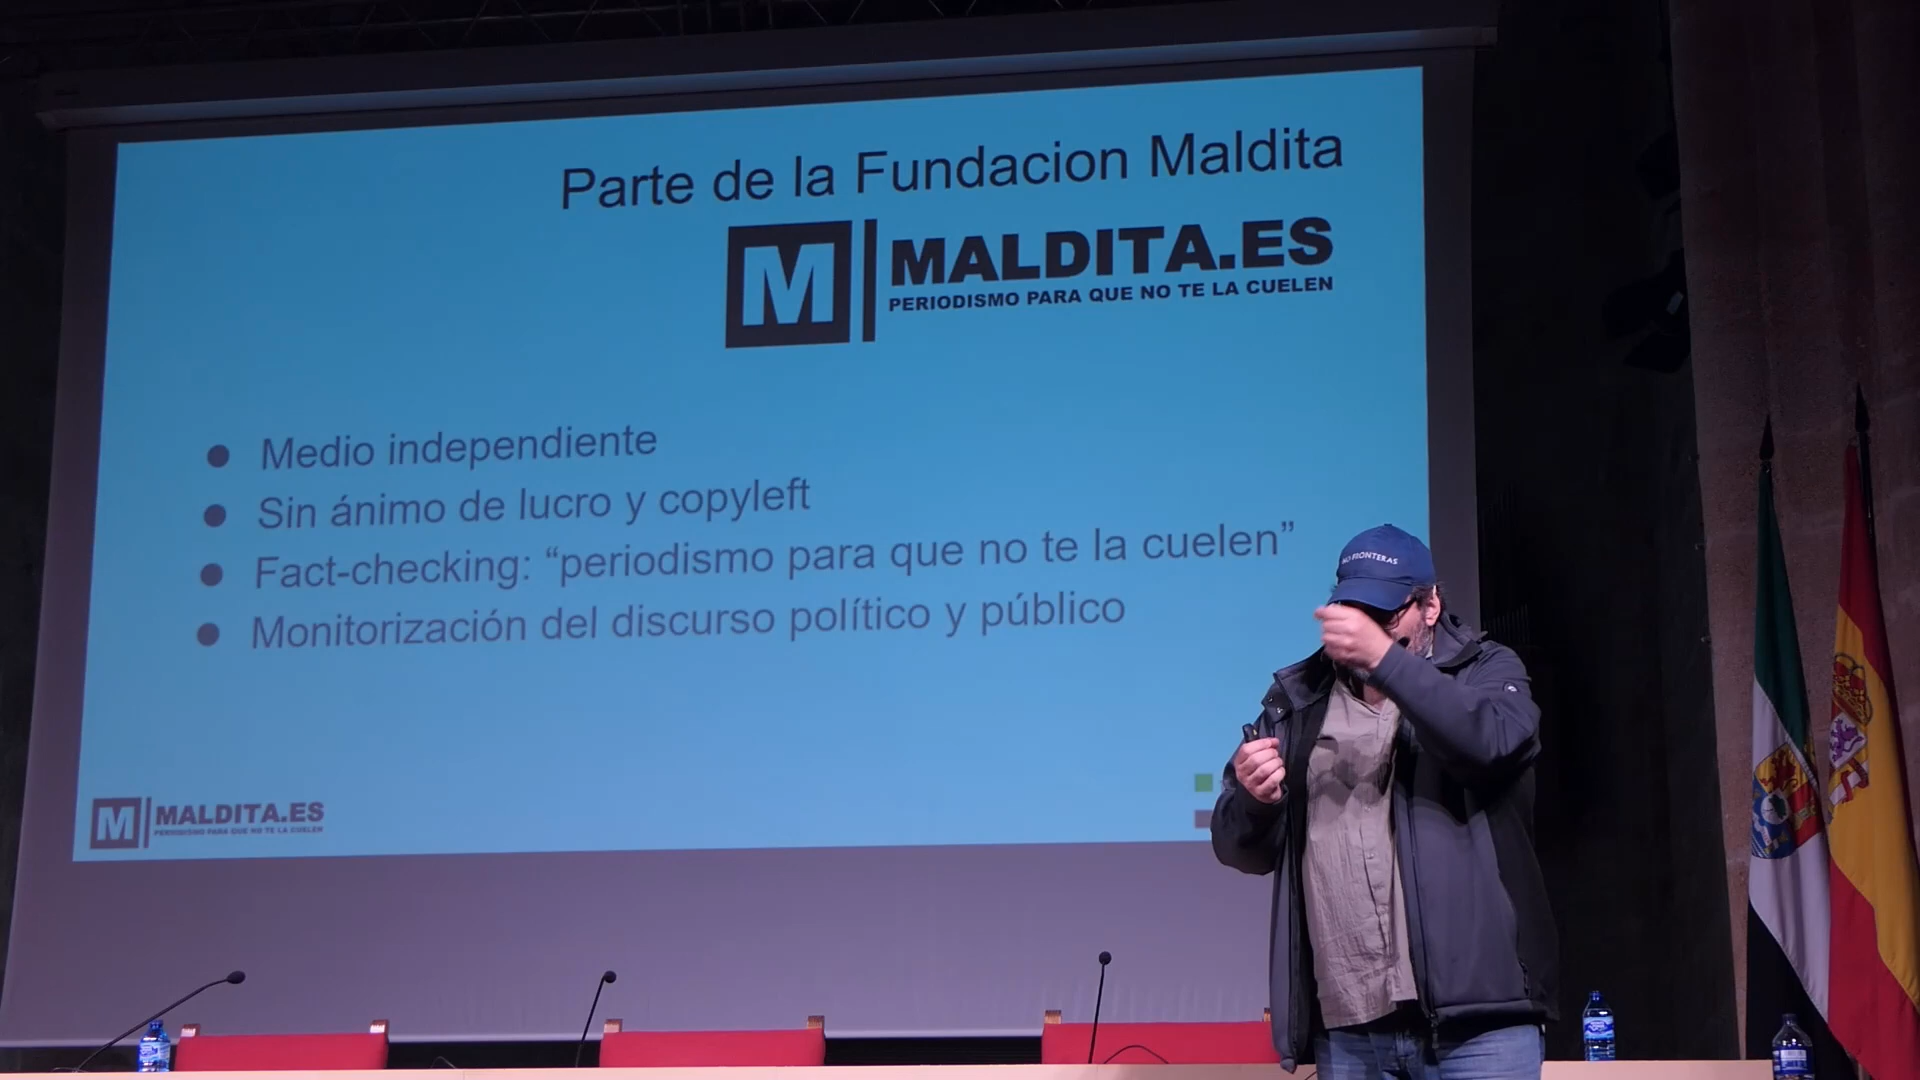 Parte de la Fundacion Maldita
M MALDITA.ES
PERIODISMO PARA QUE NO TE LA CUELEN
Medio independiente
Sin ánimo de lucro y copyleft
Fact-checking: “periodismo para que no te la cuelen”
Monitorización del discurso político y público
M MALDITA.ES
PERIODISMO PARA QUE NO TE LA CUELEN
FRONTERAS